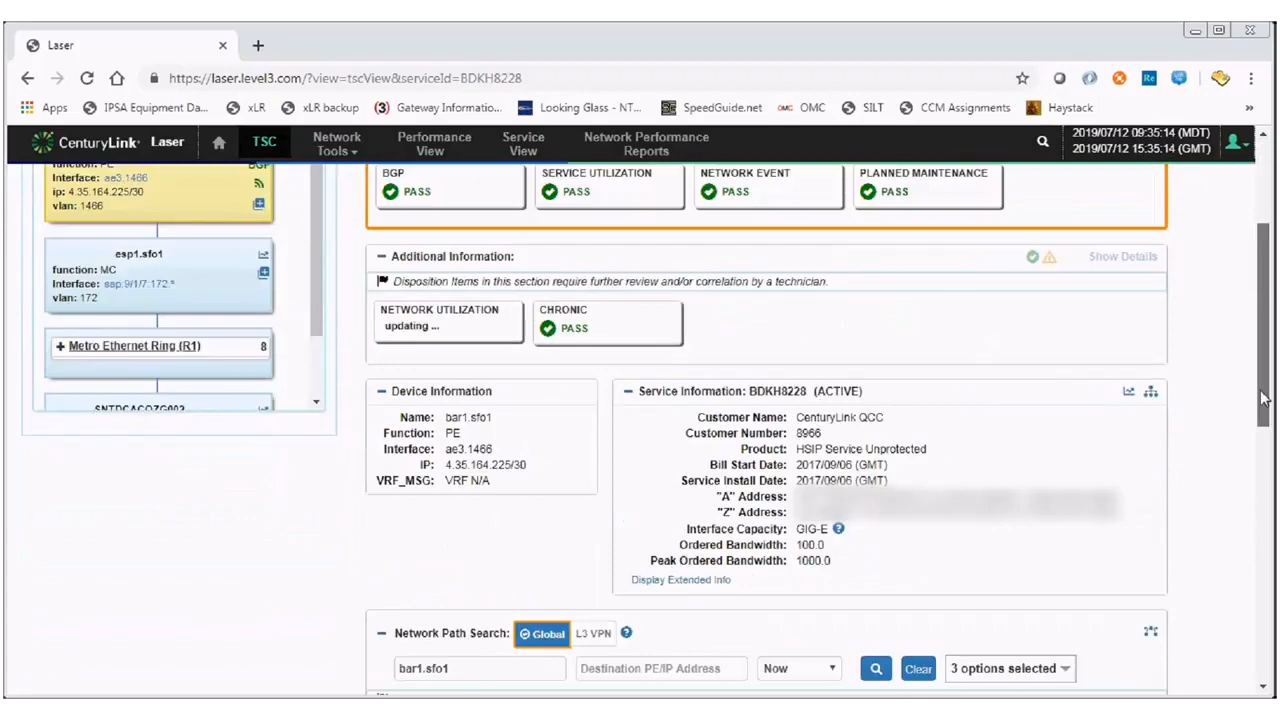 Laser
https://laser.level3.com/?view=tscView&serviceId=BDKH8228
Apps IPSA Equipment Da... xLR xLR backup Gateway Informatio... Looking Glass - NT... SpeedGuide.net OMC SILT CCM Assignments Haystack »
CenturyLink Laser TSC Network Tools Performance View Service View Network Performance Reports
2019/07/12 09:35:14 (MDT)
2019/07/12 15:35:14 (GMT)
function: PE BGP
Interface: ae3.1466
ip: 4.35.164.225/30
vlan: 1466
esp1.sfo1
function: MC
Interface: sap:9/1/7:172.*
vlan: 172
+ Metro Ethernet Ring (R1) 8
BGP
PASS
SERVICE UTILIZATION
PASS
NETWORK EVENT
PASS
PLANNED MAINTENANCE
PASS
Additional Information: Show Details
Disposition Items in this section require further review and/or correlation by a technician.
NETWORK UTILIZATION
updating ...
CHRONIC
PASS
Device Information
Name: bar1.sfo1
Function: PE
Interface: ae3.1466
IP: 4.35.164.225/30
VRF_MSG: VRF N/A
Service Information: BDKH8228 (ACTIVE)
Customer Name: CenturyLink QCC
Customer Number: 8966
Product: HSIP Service Unprotected
Bill Start Date: 2017/09/06 (GMT)
Service Install Date: 2017/09/06 (GMT)
"A" Address:
"Z" Address:
Interface Capacity: GIG-E
Ordered Bandwidth: 100.0
Peak Ordered Bandwidth: 1000.0
Display Extended Info
Network Path Search: Global L3 VPN
bar1.sfo1 Destination PE/IP Address Now Clear 3 options selected